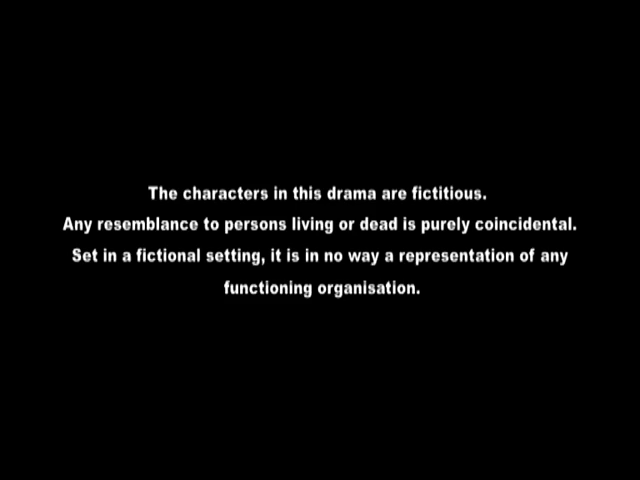 The characters in this drama are fictitious.
Any resemblance to persons living or dead is purely coincidental.
Set in a fictional setting, it is in no way a representation of any
functioning organisation.